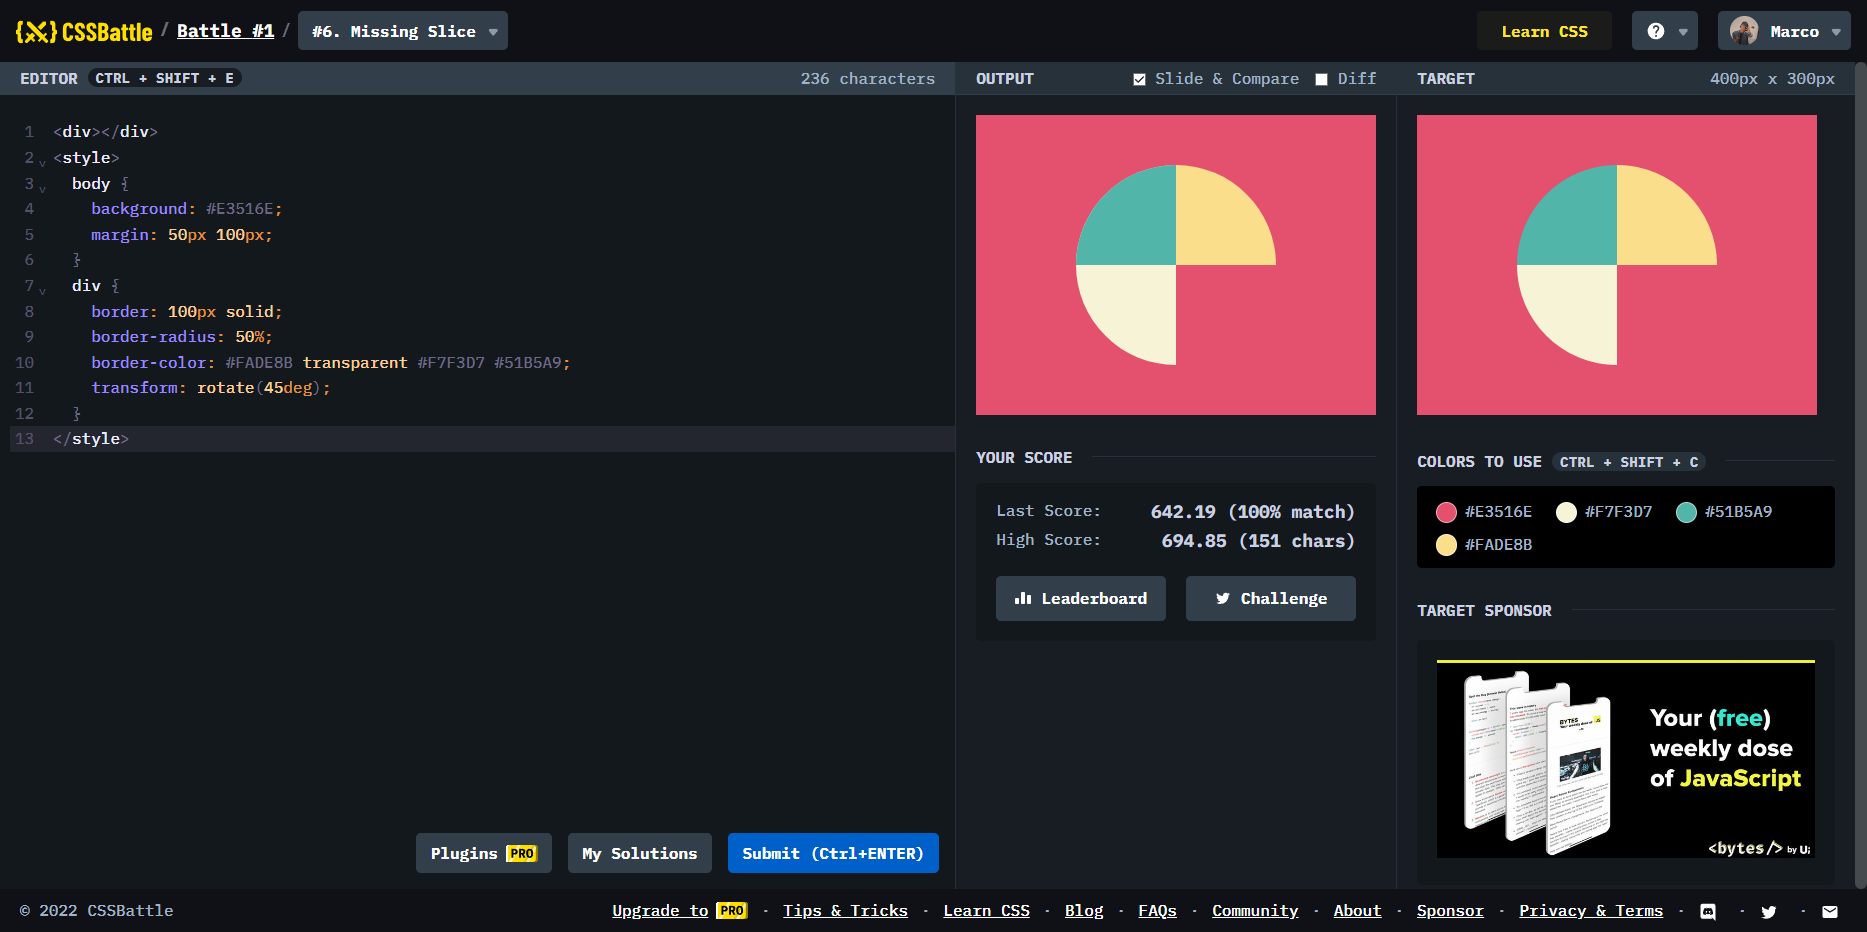 {X} CSSBattle / Battle #1 / #6. Missing Slice
Learn CSS
?
Marco
EDITOR CTRL + SHIFT + E 236 characters
1 <div></div>
2 <style>
3 body {
4 background: #E3516E;
5 margin: 50px 100px;
6 }
7 div {
8 border: 100px solid;
9 border-radius: 50%;
10 border-color: #FADE8B transparent #F7F3D7 #51B5A9;
11 transform: rotate(45deg);
12 }
13 </style>
Plugins PRO
My Solutions
Submit (Ctrl+ENTER)
OUTPUT Slide & Compare Diff
YOUR SCORE
Last Score: 642.19 (100% match)
High Score: 694.85 (151 chars)
Leaderboard
Challenge
TARGET 400px x 300px
COLORS TO USE CTRL + SHIFT + C
#E3516E #F7F3D7 #51B5A9
#FADE8B
TARGET SPONSOR
BYTES
Your (free)
weekly dose
of JavaScript
<bytes/> by U;
© 2022 CSSBattle
Upgrade to PRO · Tips & Tricks · Learn CSS · Blog · FAQs · Community · About · Sponsor · Privacy & Terms · · ·